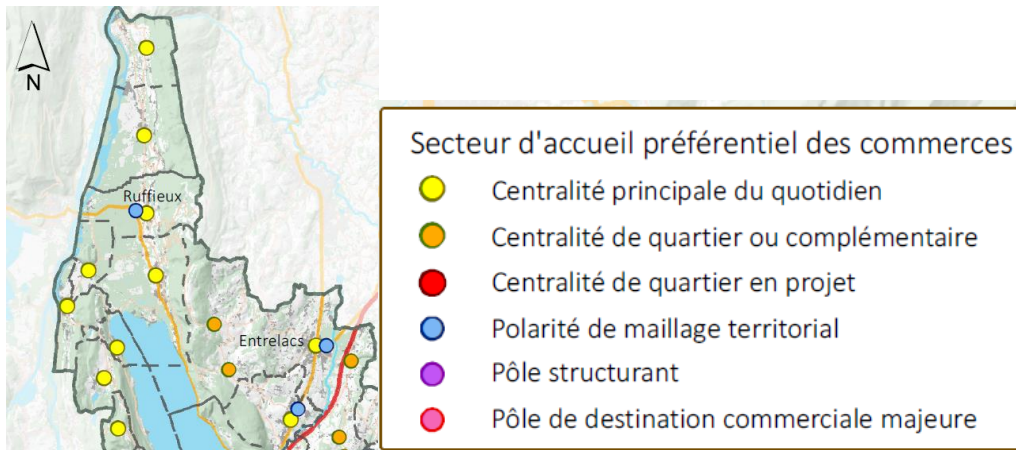 N
Ruffieux
Entrelacs
Secteur d'accueil préférentiel des commerces
Centralité principale du quotidien
Centralité de quartier ou complémentaire
Centralité de quartier en projet
Polarité de maillage territorial
Pôle structurant
Pôle de destination commerciale majeure